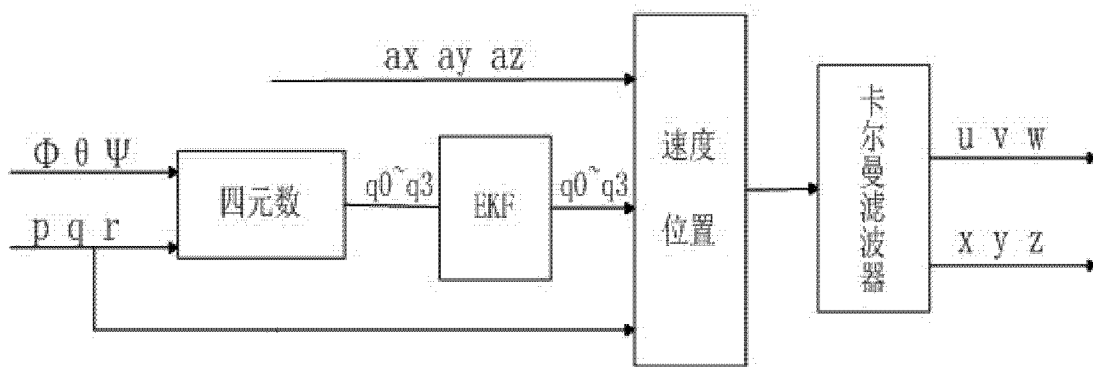 ax ay az
Φ θ Ψ
p q r
四元数
q0~q3
EKF
q0~q3
速度
位置
卡尔曼滤波器
u v w
x y z